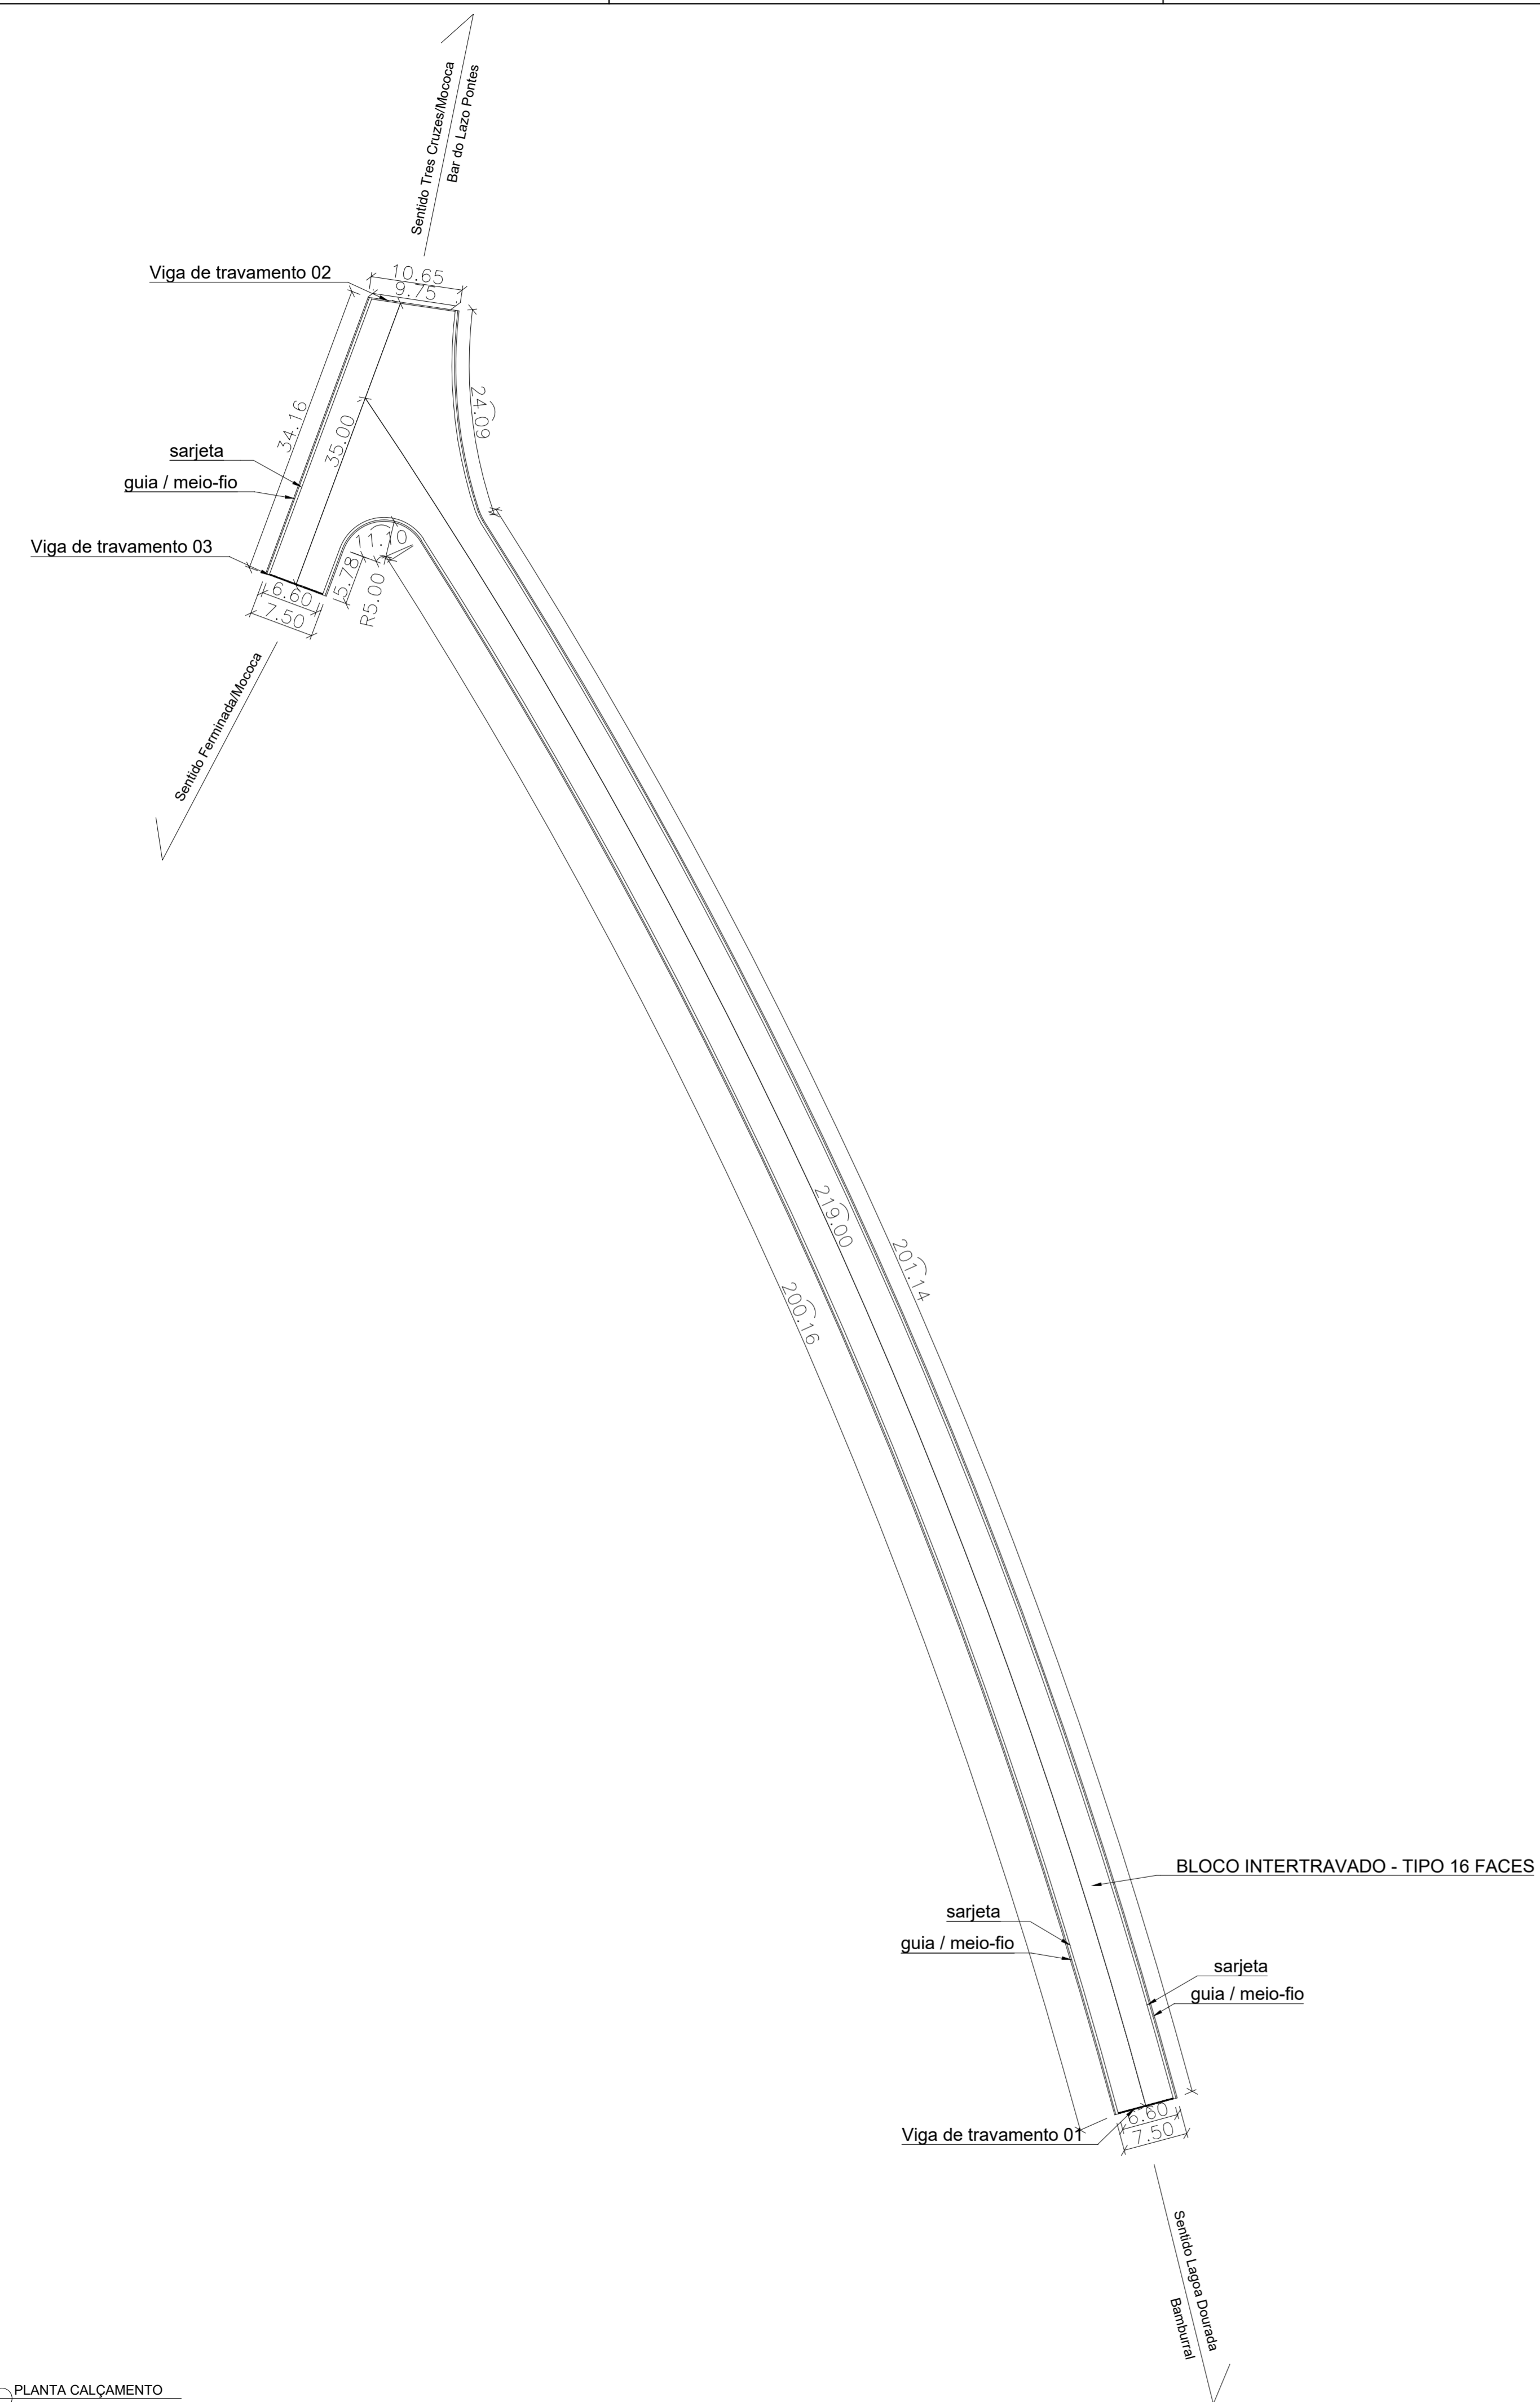 Sentido Tres Cruzes/Mococa
Bar do Lazo Pontes
Viga de travamento 02
10.65
9.75
34.16
35.00
24.09
sarjeta
guia / meio-fio
Viga de travamento 03
11.10
5.78
R5.00
6.60
7.50
Sentido Ferminada/Mococa
219.00
201.14
200.16
BLOCO INTERTRAVADO - TIPO 16 FACES
sarjeta
guia / meio-fio
sarjeta
guia / meio-fio
Viga de travamento 01
6.60
7.50
Sentido Lagoa Dourada
Bamburral
PLANTA CALÇAMENTO